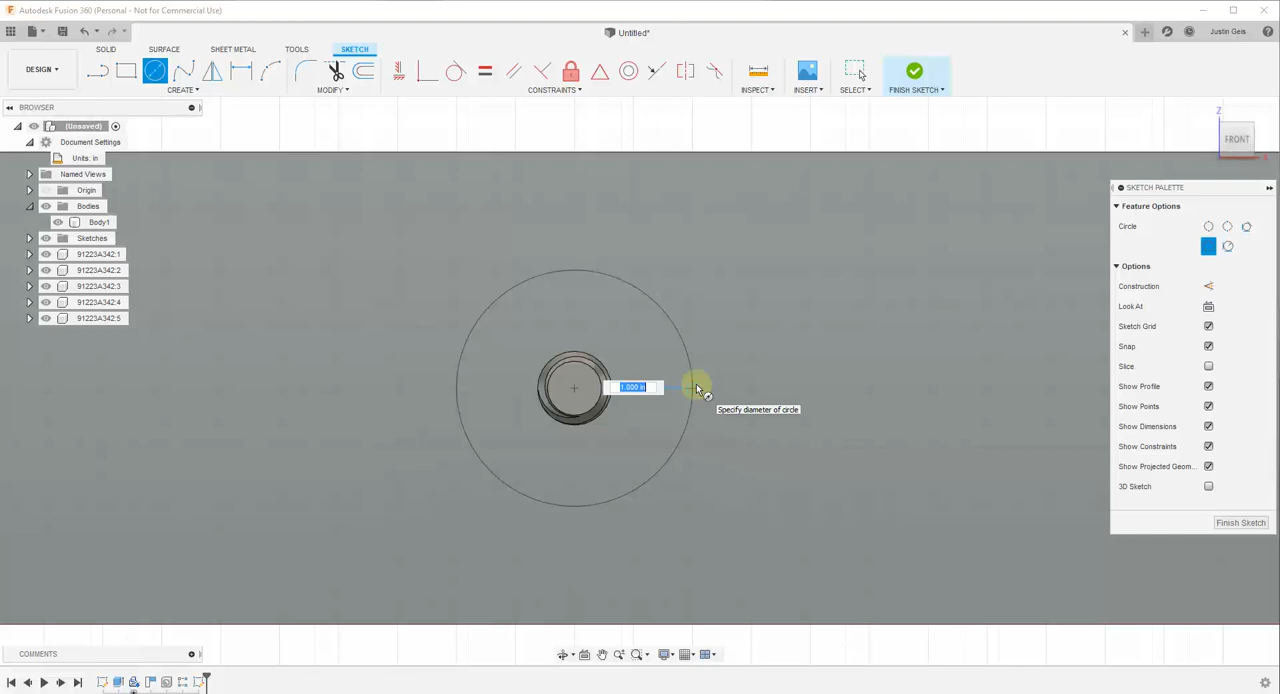 Autodesk Fusion 360 (Personal - Not for Commercial Use)
Untitled*
Justin Geis
SOLID SURFACE SHEET METAL TOOLS SKETCH
DESIGN
CREATE MODIFY CONSTRAINTS INSPECT INSERT SELECT FINISH SKETCH
BROWSER
(Unsaved)
Document Settings
Units: in
Named Views
Origin
Bodies
Body1
Sketches
91223A342:1
91223A342:2
91223A342:3
91223A342:4
91223A342:5
Z
FRONT
X
SKETCH PALETTE
Feature Options
Circle
Options
Construction
Look At
Sketch Grid
Snap
Slice
Show Profile
Show Points
Show Dimensions
Show Constraints
Show Projected Geom...
3D Sketch
Finish Sketch
1.000 in
Specify diameter of circle
COMMENTS